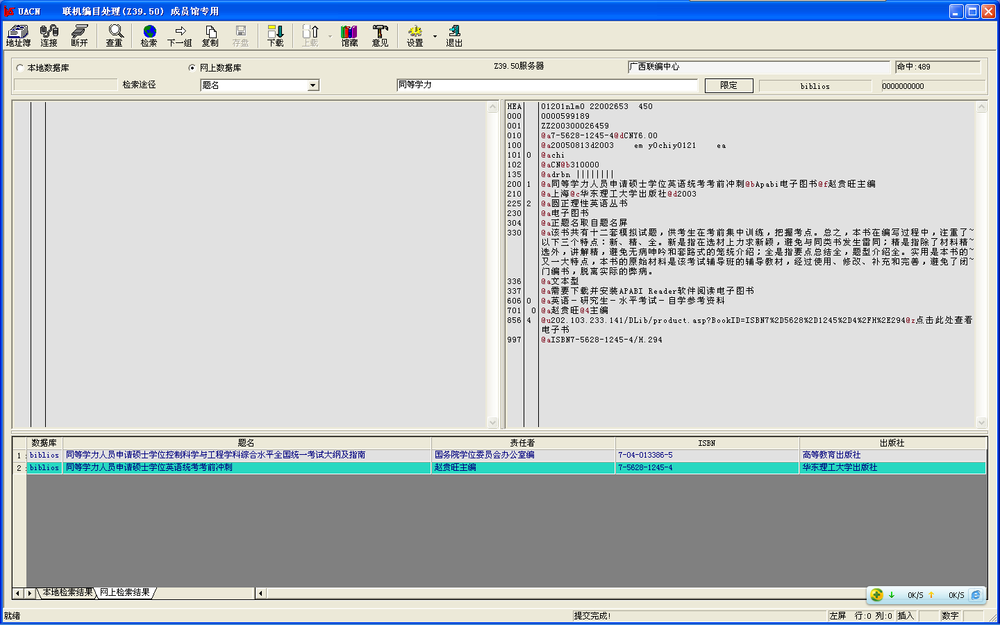 UACN 联机编目处理(Z39.50) 成员馆专用
地址簿 连接 断开 查重 检索 下一组 复制 存盘 下载 上载 馆藏 意见 设置 退出
本地数据库 网上数据库 Z39.50服务器 广西联编中心 命中:489
检索途径 题名 同等学力 限定 biblios 0000000000
HEA 01201nlm0 22002653  450
000 0000599189
001 ZZ200300026459
010 @a7-5628-1245-4@dCNY6.00
100 @a20050813d2003    em y0chiy0121    ea
101 0 @achi
102 @aCN@b310000
135 @adrbn ||||||||
200 1 @a同等学力人员申请硕士学位英语统考考前冲刺@bApabi电子图书@f赵贵旺主编
210 @a上海@c华东理工大学出版社@d2003
225 2 @a圆正理性英语丛书
230 @a电子图书
304 @a正题名取自题名屏
330 @a该书共有十二套模拟试题，供考生在考前集中训练，把握考点。总之，本书在编写过程中，注重了~
以下三个特点：新、精、全。新是指在选材上力求新颖，避免与同类书发生雷同；精是指除了材料精~
选外，讲解精，避免无病呻吟和套路式的笼统介绍；全是指要点总结全，题型介绍全。实用是本书的~
又一大特点，本书的原始材料是该考试辅导班的辅导教材，经过使用、修改、补充和完善，避免了闭~
门编书，脱离实际的弊病。
336 @a文本型
337 @a需要下载并安装APABI Reader软件阅读电子图书
606 0 @a英语－研究生－水平考试－自学参考资料
701  0 @a赵贵旺@4主编
856 4 @u202.103.233.141/DLib/product.asp?BookID=ISBN7%2D5628%2D1245%2D4%2FH%2E294@z点击此处查看
电子书
997 @aISBN7-5628-1245-4/H.294
数据库 题名 责任者 ISBN 出版社
1 biblios 同等学力人员申请硕士学位控制科学与工程学科综合水平全国统一考试大纲及指南 国务院学位委员会办公室编 7-04-013386-5 高等教育出版社
2 biblios 同等学力人员申请硕士学位英语统考考前冲刺 赵贵旺主编 7-5628-1245-4 华东理工大学出版社
本地检索结果 网上检索结果
0K/S 0K/S
就绪 提交完成! 左屏 行:0 列:0 插入 数字